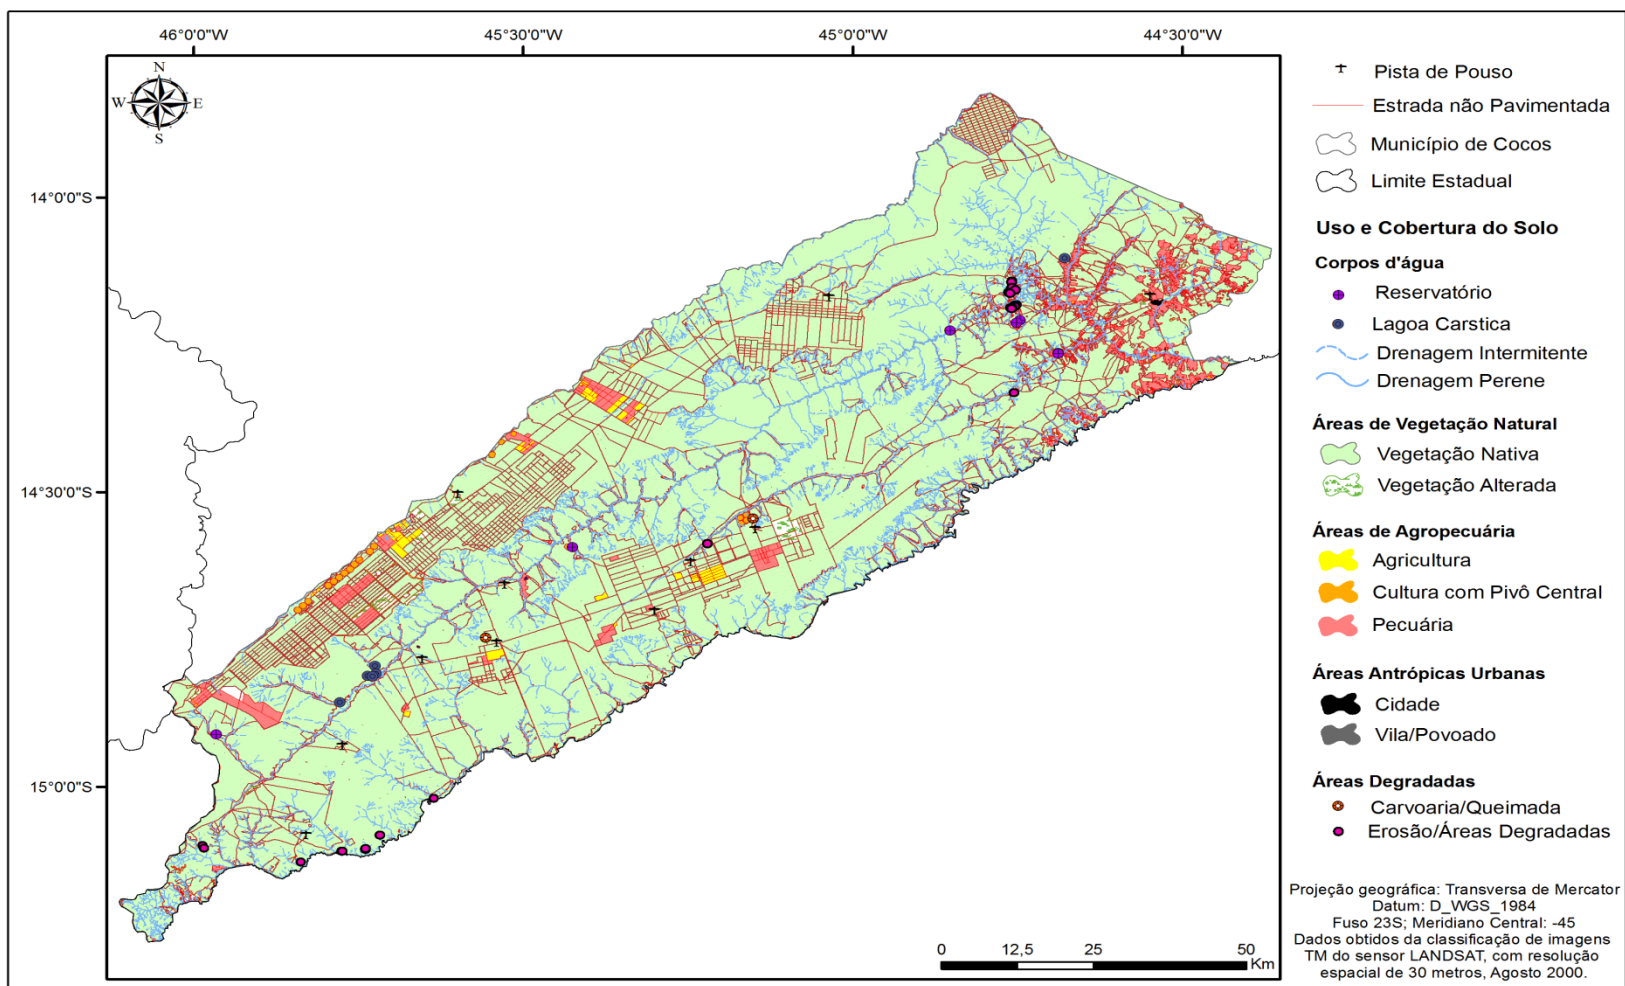 46°0'0"W
45°30'0"W
45°0'0"W
44°30'0"W
14°0'0"S
14°30'0"S
15°0'0"S
N
W
E
S
Pista de Pouso
Estrada não Pavimentada
Município de Cocos
Limite Estadual
Uso e Cobertura do Solo
Corpos d'água
Reservatório
Lagoa Carstica
Drenagem Intermitente
Drenagem Perene
Áreas de Vegetação Natural
Vegetação Nativa
Vegetação Alterada
Áreas de Agropecuária
Agricultura
Cultura com Pivô Central
Pecuária
Áreas Antrópicas Urbanas
Cidade
Vila/Povoado
Áreas Degradadas
Carvoaria/Queimada
Erosão/Áreas Degradadas
0
12,5
25
50
Km
Projeção geográfica: Transversa de Mercator
Datum: D_WGS_1984
Fuso 23S; Meridiano Central: -45
Dados obtidos da classificação de imagens
TM do sensor LANDSAT, com resolução
espacial de 30 metros, Agosto 2000.